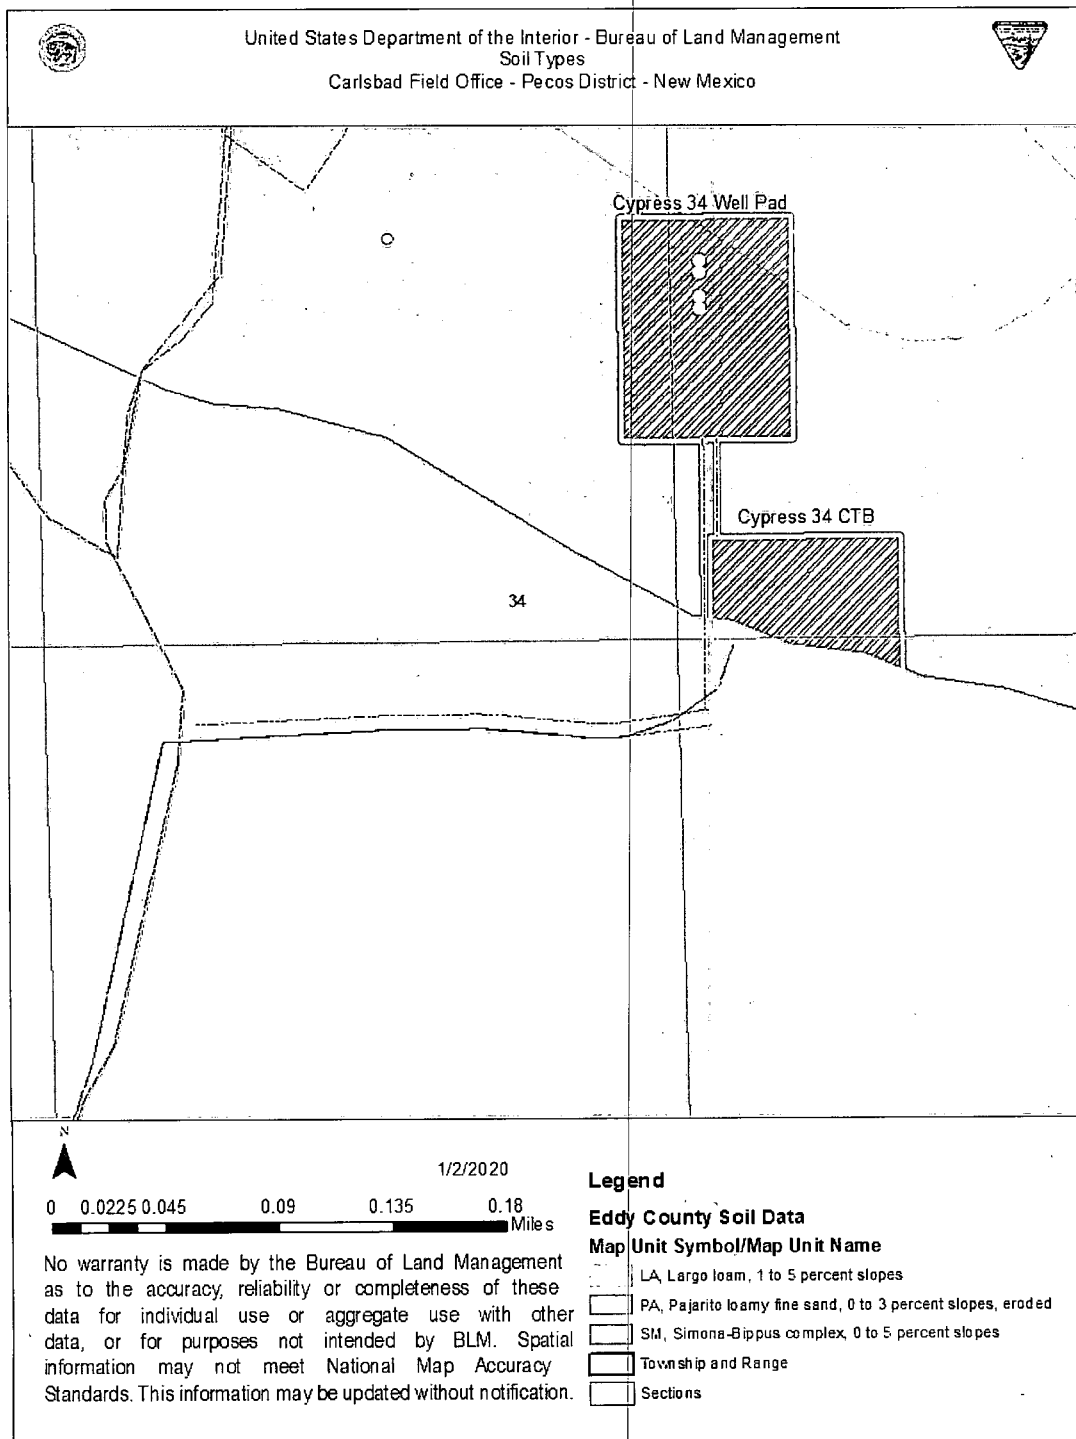 United States Department of the Interior - Bureau of Land Management
Soil Types
Carlsbad Field Office - Pecos District - New Mexico
Cypress 34 Well Pad
Cypress 34 CTB
34
N
1/2/2020
0 0.0225 0.045 0.09 0.135 0.18
Miles
No warranty is made by the Bureau of Land Management
as to the accuracy, reliability or completeness of these
data for individual use or aggregate use with other
data, or for purposes not intended by BLM. Spatial
information may not meet National Map Accuracy
Standards. This information may be updated without notification.
Legend
Eddy County Soil Data
Map Unit Symbol/Map Unit Name
LA, Largo loam, 1 to 5 percent slopes
PA, Pajarito loamy fine sand, 0 to 3 percent slopes, eroded
SM, Simona-Bippus complex, 0 to 5 percent slopes
Township and Range
Sections